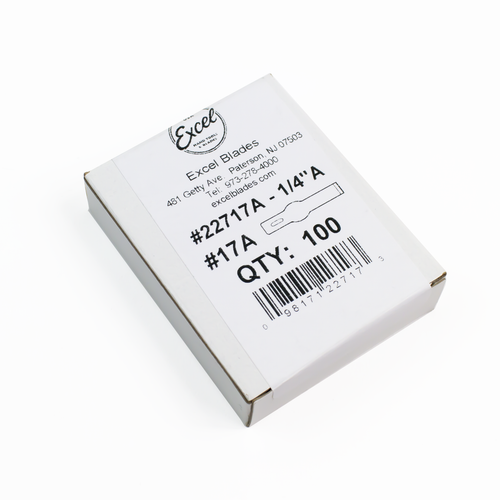 Excel
Excel Blades
481 Getty Ave Paterson, NJ 07503
Tel: 973-278-4000
excelblades.com
#22717A - 1/4"A
#17A
QTY: 100
0 98171 22717 3